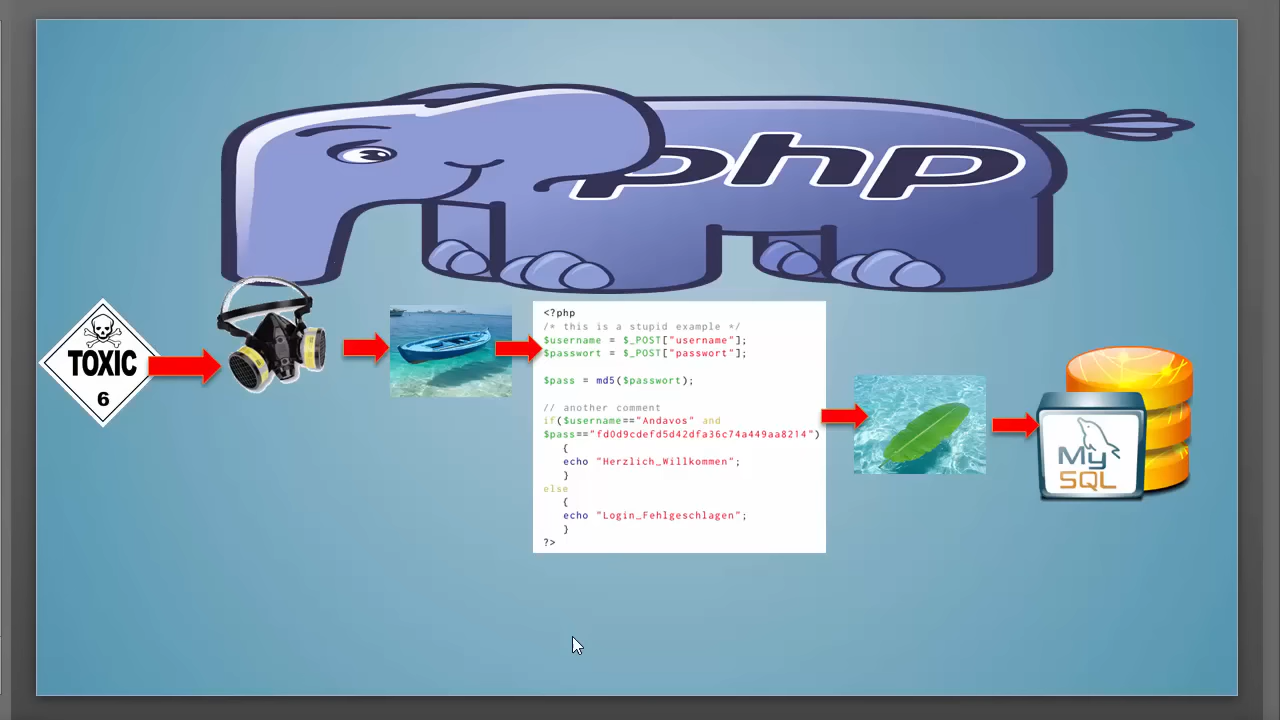 php
TOXIC
6
<?php
/* this is a stupid example */
$username = $_POST["username"];
$passwort = $_POST["passwort"];
$pass = md5($passwort);
// another comment
if($username=="Andavos" and
$pass=="fd0d9cdefd5d42dfa36c74a449aa8214")
{
echo "Herzlich_Willkommen";
}
else
{
echo "Login_Fehlgeschlagen";
}
?>
My
SQL